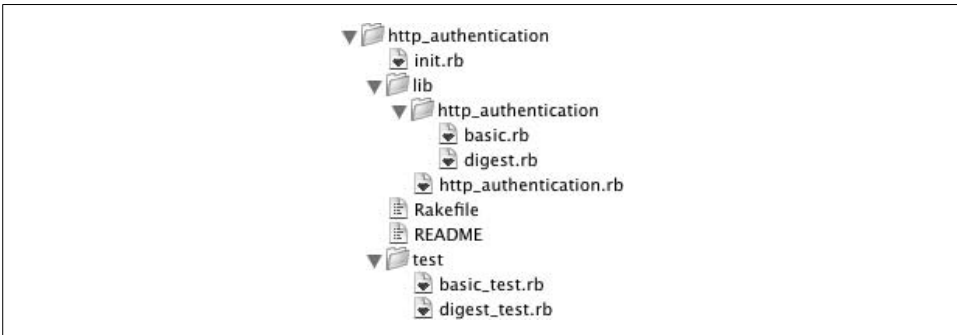 http_authentication
init.rb
lib
http_authentication
basic.rb
digest.rb
http_authentication.rb
Rakefile
README
test
basic_test.rb
digest_test.rb